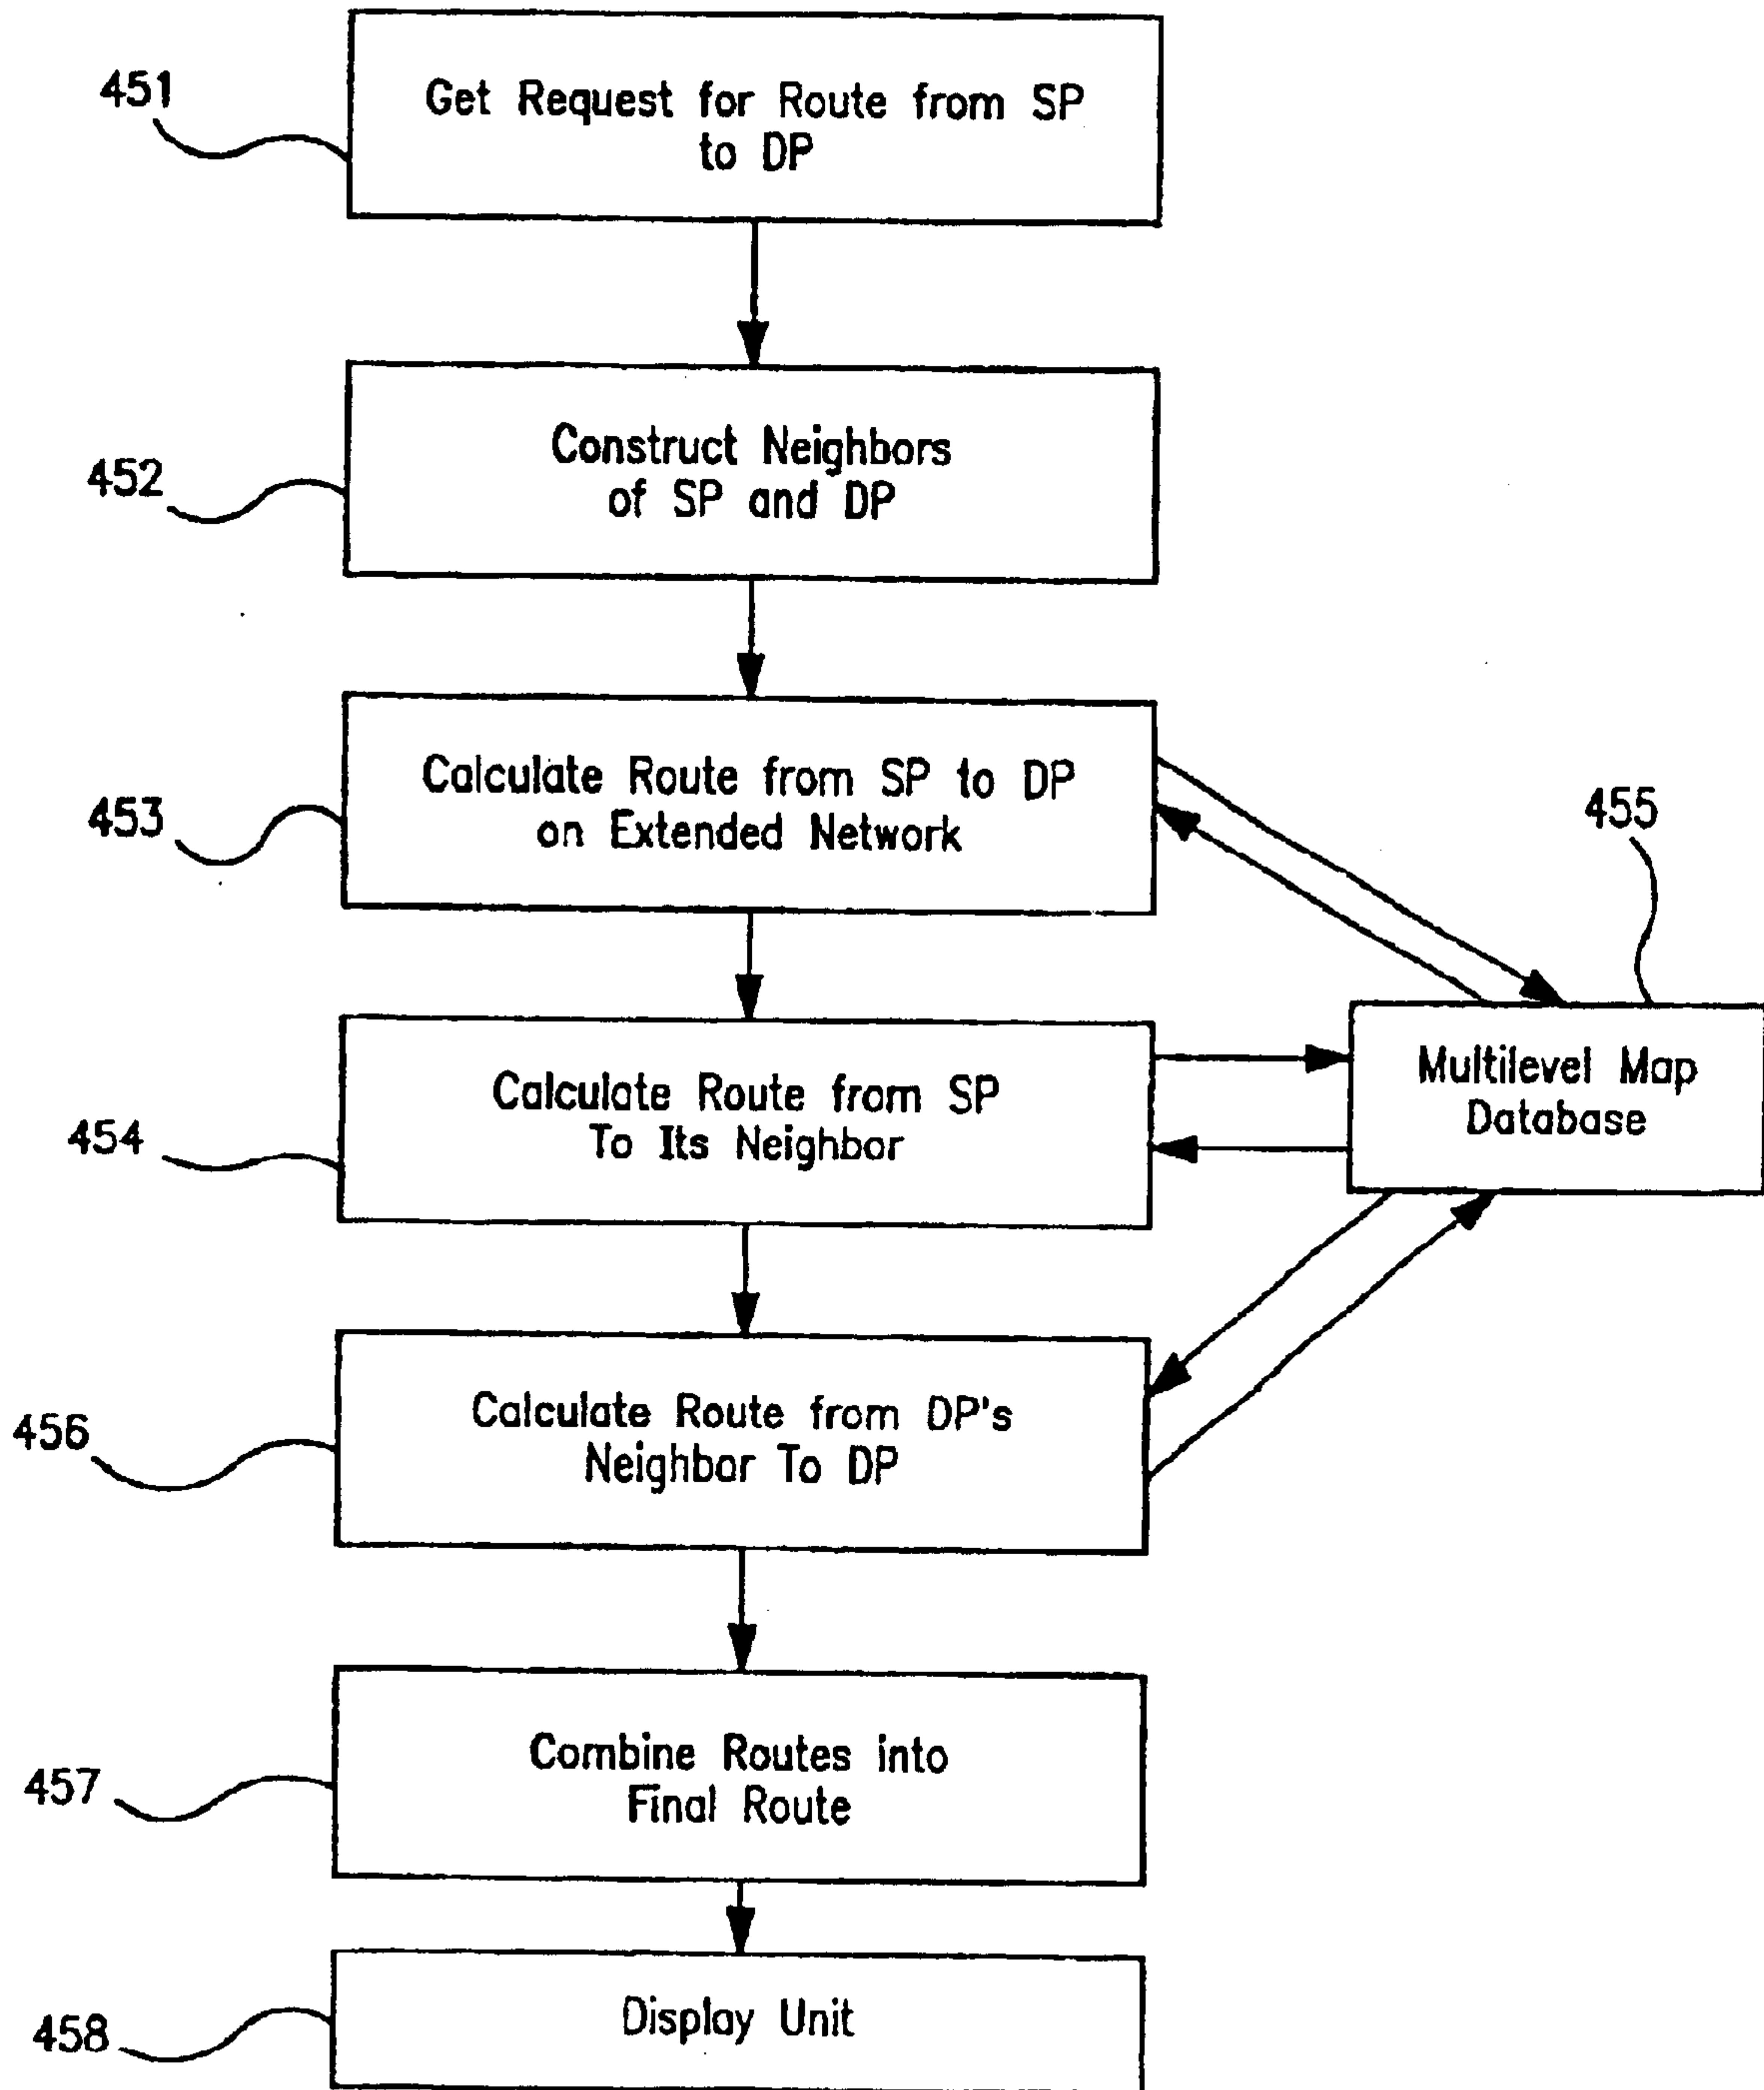 451
Get Request for Route from SP
to DP
452
Construct Neighbors
of SP and DP
453
Calculate Route from SP to DP
on Extended Network
455
454
Calculate Route from SP
To Its Neighbor
Multilevel Map
Database
456
Calculate Route from DP's
Neighbor To DP
457
Combine Routes into
Final Route
458
Display Unit